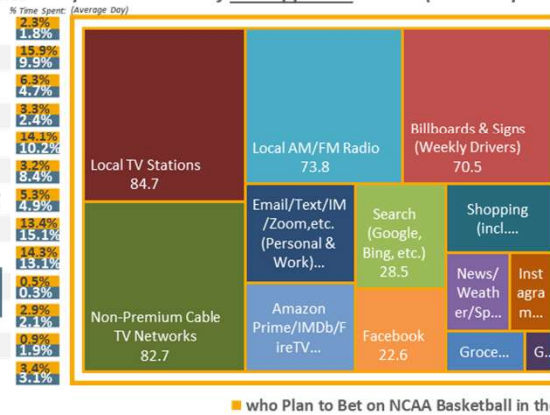 % Time Spent: (Average Day)
2.3%
1.8%
15.9%
9.9%
6.3%
4.7%
3.3%
2.4%
14.1%
10.2%
3.2%
8.4%
5.3%
4.9%
13.4%
15.1%
14.3%
13.1%
0.5%
0.3%
2.9%
2.1%
0.9%
1.9%
3.4%
3.1%
Local TV Stations
84.7
Local AM/FM Radio
73.8
Billboards & Signs
(Weekly Drivers)
70.5
Non-Premium Cable
TV Networks
82.7
Email/Text/IM
/Zoom,etc.
(Personal &
Work)...
Search
(Google,
Bing, etc.)
28.5
Shopping
(incl....
Amazon
Prime/IMDb/F
ireTV...
Facebook
22.6
News/
Weath
er/Sp...
Inst
agra
m...
Groce...
G...
who Plan to Bet on NCAA Basketball in the